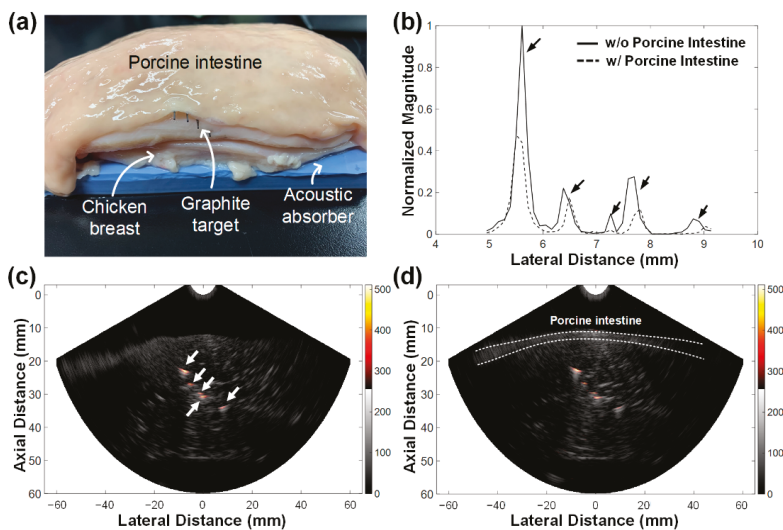 (a)
Porcine intestine
Chicken
breast
Graphite
target
Acoustic
absorber
(b)
Normalized Magnitude
1
0.8
0.6
0.4
0.2
0
4 5 6 7 8 9 10
Lateral Distance (mm)
w/o Porcine Intestine
w/ Porcine Intestine
(c)
Axial Distance (mm)
0
10
20
30
40
50
60
-60 -40 -20 0 20 40 60
Lateral Distance (mm)
500
400
300
200
100
0
(d)
Porcine intestine
Axial Distance (mm)
0
10
20
30
40
50
60
-60 -40 -20 0 20 40 60
Lateral Distance (mm)
500
400
300
200
100
0